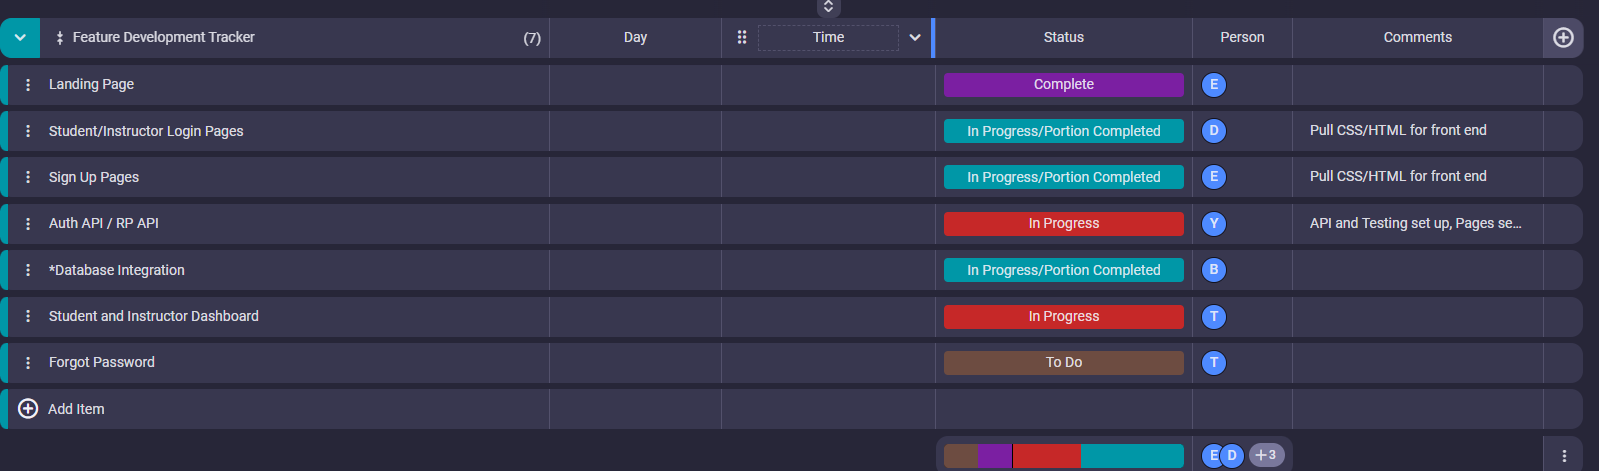 Feature Development Tracker (7) Day Time Status Person Comments
Landing Page Complete E
Student/Instructor Login Pages In Progress/Portion Completed D Pull CSS/HTML for front end
Sign Up Pages In Progress/Portion Completed E Pull CSS/HTML for front end
Auth API / RP API In Progress Y API and Testing set up, Pages se...
*Database Integration In Progress/Portion Completed B
Student and Instructor Dashboard In Progress T
Forgot Password To Do T
Add Item
E D +3